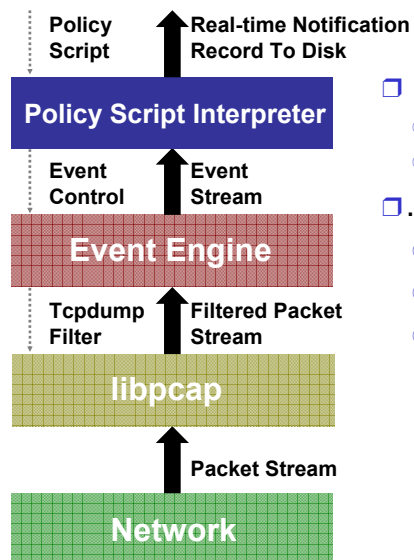 Policy
Script
Real-time Notification
Record To Disk
Policy Script Interpreter
Event
Control
Event
Stream
Event Engine
Tcpdump
Filter
Filtered Packet
Stream
libpcap
Packet Stream
Network
.